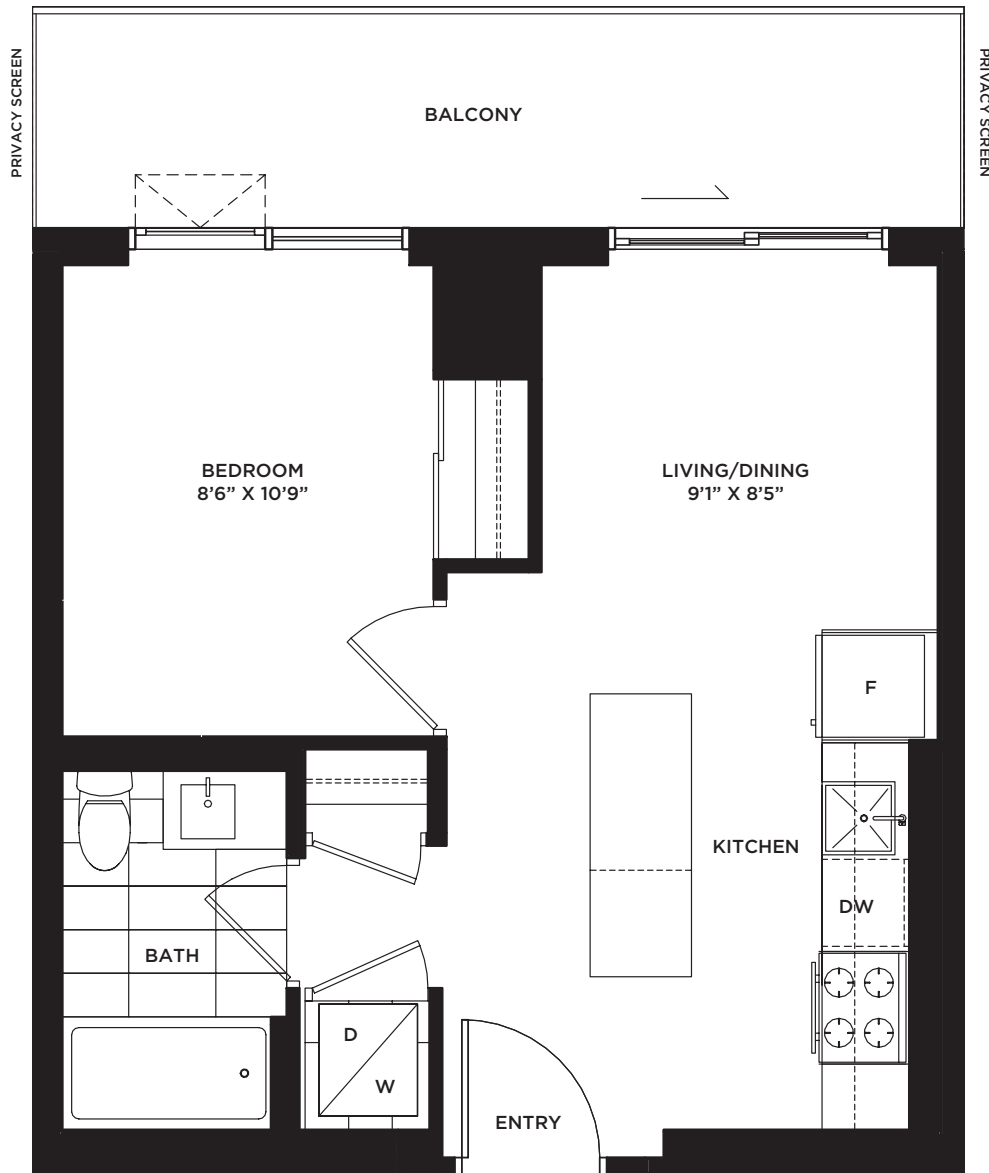 PRIVACY SCREEN
BALCONY
PRIVACY SCREEN
BEDROOM
8’6” X 10’9”
LIVING/DINING
9’1” X 8’5”
F
KITCHEN
DW
BATH
D
W
ENTRY